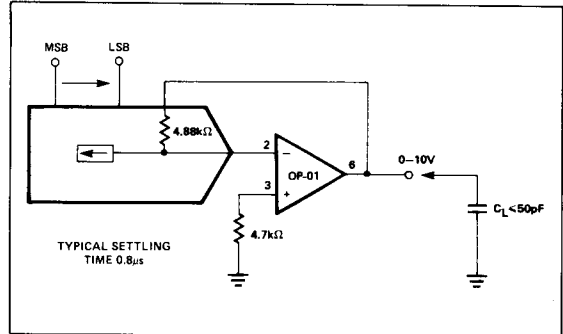 MSB
LSB
4.88kΩ
2
−
OP-01
6
0–10V
3
+
4.7kΩ
C_L≤50pF
TYPICAL SETTLING
TIME 0.8μs